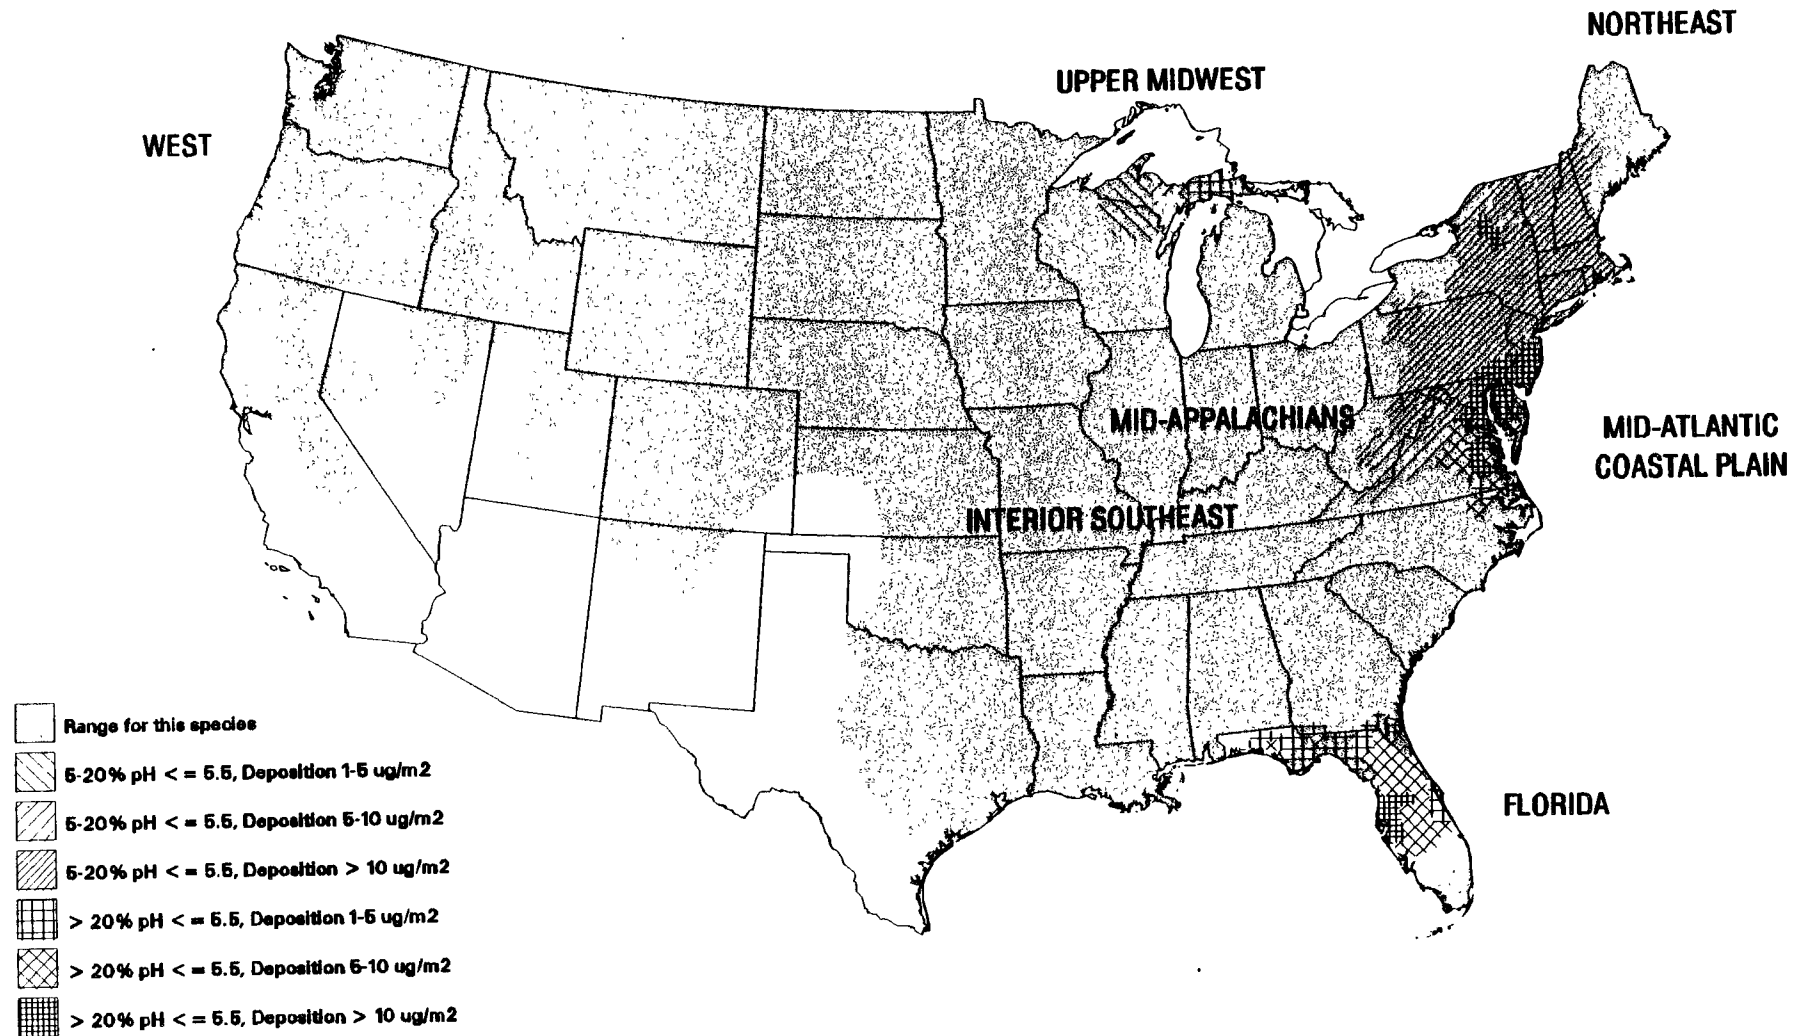 NORTHEAST
UPPER MIDWEST
WEST
MID-APPALACHIANS
MID-ATLANTIC
COASTAL PLAIN
INTERIOR SOUTHEAST
FLORIDA
Range for this species
5-20% pH < = 5.5, Deposition 1-5 ug/m2
5-20% pH < = 5.5, Deposition 5-10 ug/m2
5-20% pH < = 5.5, Deposition > 10 ug/m2
> 20% pH < = 5.5, Deposition 1-5 ug/m2
> 20% pH < = 5.5, Deposition 5-10 ug/m2
> 20% pH < = 5.5, Deposition > 10 ug/m2